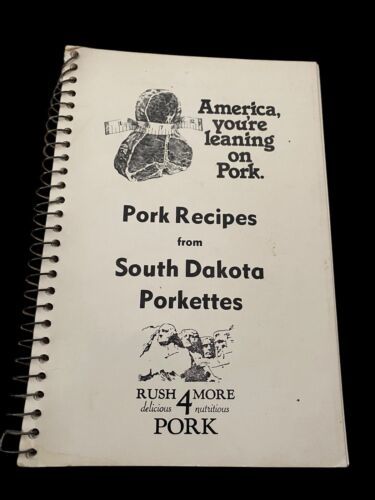 America,
you're
leaning
on
Pork.
Pork Recipes
from
South Dakota
Porkettes
RUSH 4 MORE
delicious nutritious
PORK